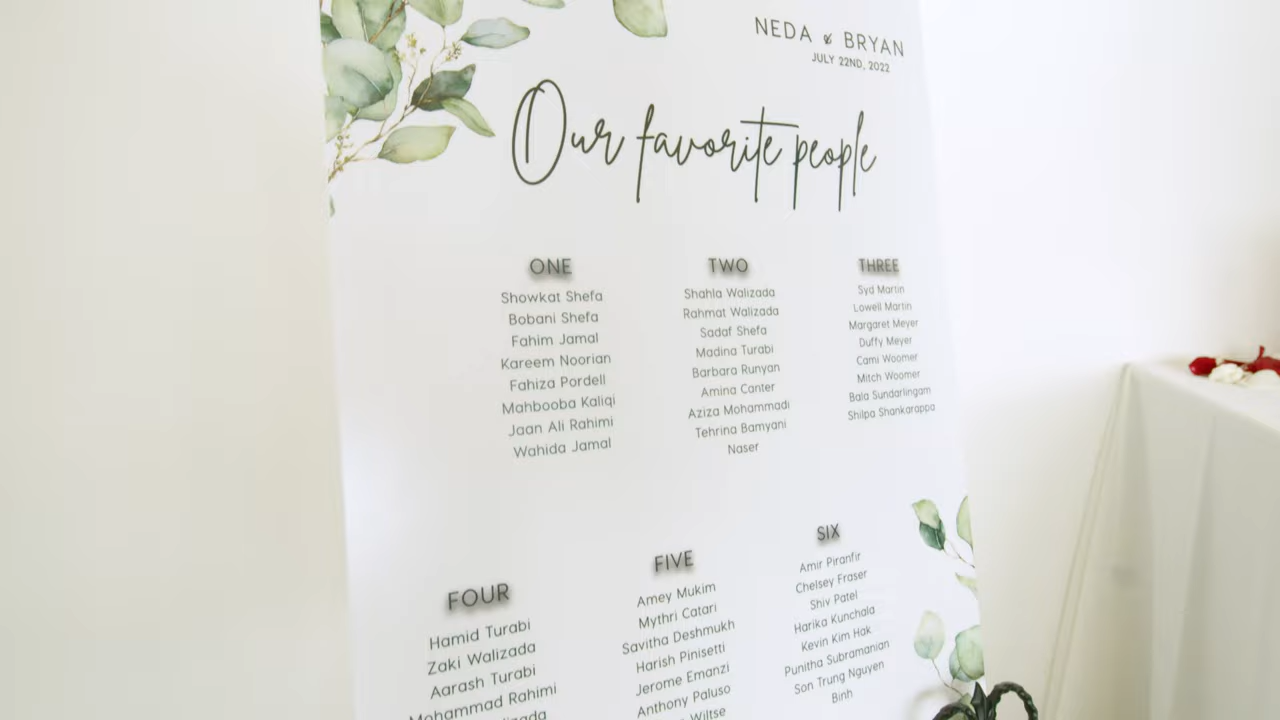 NEDA & BRYAN
JULY 22ND, 2022
Our favorite people
ONE
Showkat Shefa
Bobani Shefa
Fahim Jamal
Kareem Noorian
Fahiza Pordell
Mahbooba Kaliqi
Jaan Ali Rahimi
Wahida Jamal
TWO
Shahla Walizada
Rahmat Walizada
Sadaf Shefa
Madina Turabi
Barbara Runyan
Amina Canter
Aziza Mohammadi
Tehrina Bamyani
Naser
THREE
Syd Martin
Lowell Martin
Margaret Meyer
Duffy Meyer
Cami Woomer
Mitch Woomer
Bala Sundarlingam
Shilpa Shankarappa
FOUR
Hamid Turabi
Zaki Walizada
Aarash Turabi
Mohammad Rahimi
FIVE
Amey Mukim
Mythri Catari
Savitha Deshmukh
Harish Pinisetti
Jerome Emanzi
Anthony Paluso
Wiltse
SIX
Amir Piranfir
Chelsey Fraser
Shiv Patel
Harika Kunchala
Kevin Kim Hak
Punitha Subramanian
Son Trung Nguyen
Binh